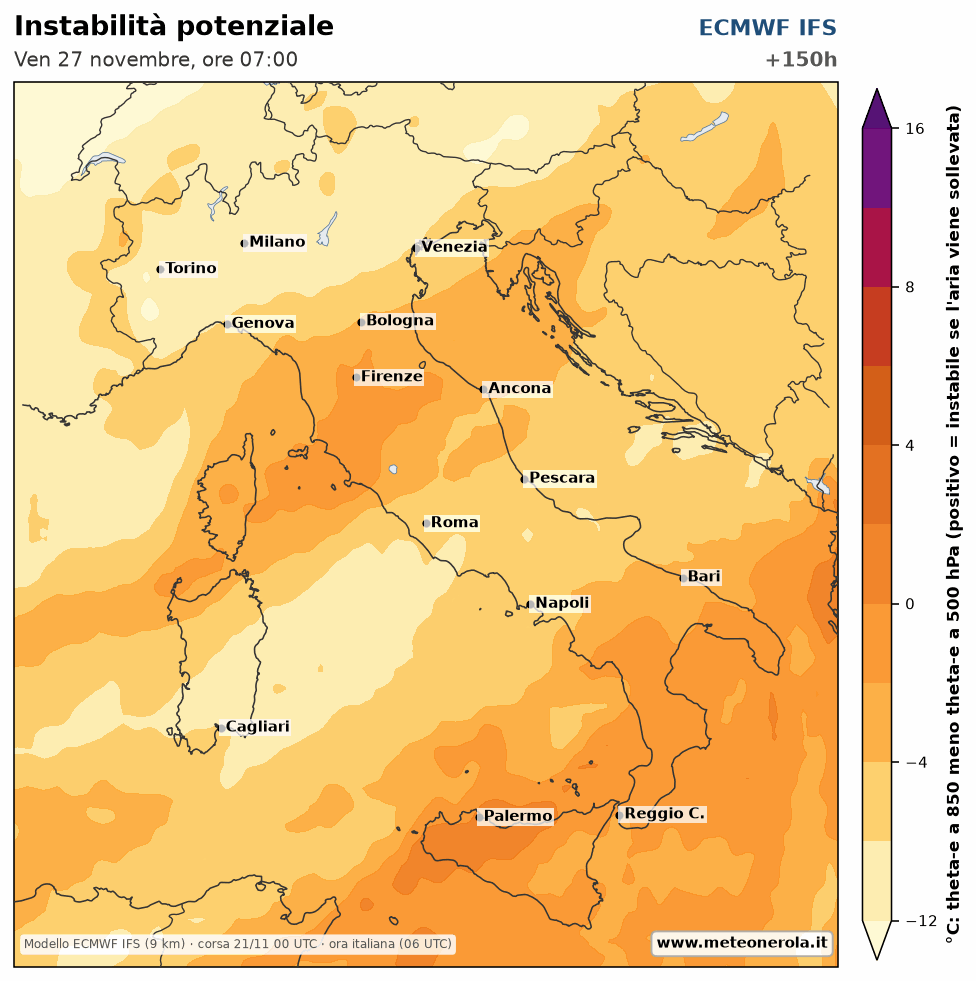 Instabilità potenziale
ECMWF IFS
Ven 27 novembre, ore 07:00
+150h
Milano
Venezia
Torino
Genova
Bologna
Firenze
Ancona
Pescara
Roma
Bari
Napoli
Cagliari
Palermo
Reggio C.
16
8
4
0
−4
−12
°C: theta-e a 850 meno theta-e a 500 hPa (positivo = instabile se l'aria viene sollevata)
Modello ECMWF IFS (9 km) · corsa 21/11 00 UTC · ora italiana (06 UTC)
www.meteonerola.it